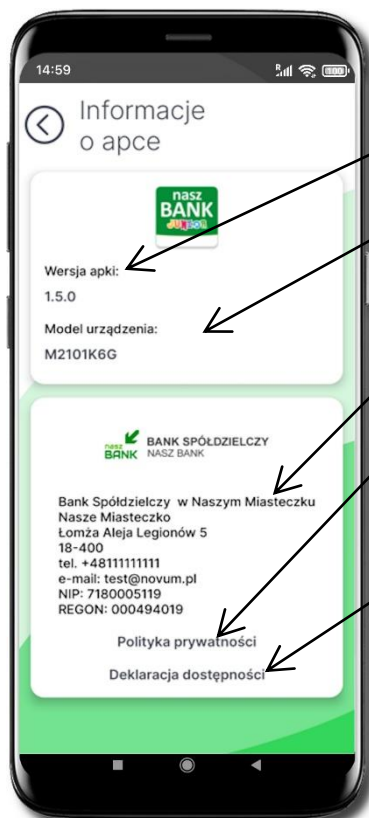 14:59
Informacje
o apce
nasz
BANK
JUNIOR
Wersja apki:
1.5.0
Model urządzenia:
M2101K6G
nasz
BANK
BANK SPÓŁDZIELCZY
NASZ BANK
Bank Spółdzielczy w Naszym Miasteczku
Nasze Miasteczko
Łomża Aleja Legionów 5
18-400
tel. +48111111111
e-mail: test@novum.pl
NIP: 7180005119
REGON: 000494019
Polityka prywatności
Deklaracja dostępności